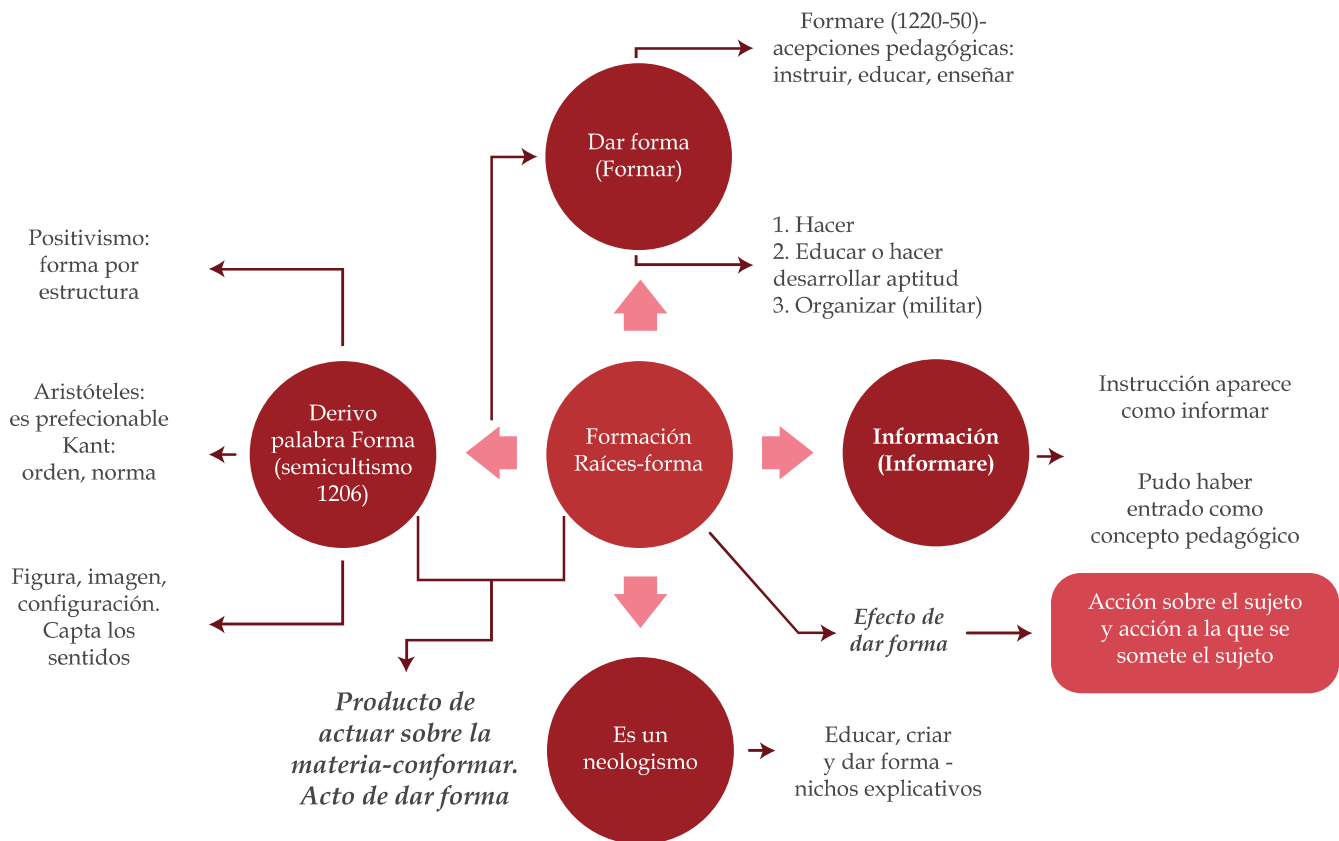 Formare (1220-50)-
acepciones pedagógicas:
instruir, educar, enseñar
Dar forma
(Formar)
1. Hacer
2. Educar o hacer
desarrollar aptitud
3. Organizar (militar)
Positivismo:
forma por
estructura
Aristóteles:
es prefecionable
Kant:
orden, norma
Derivo
palabra Forma
(semicultismo
1206)
Formación
Raíces-forma
Información
(Informare)
Instrucción aparece
como informar
Pudo haber
entrado como
concepto pedagógico
Figura, imagen,
configuración.
Capta los
sentidos
Efecto de
dar forma
Acción sobre el sujeto
y acción a la que se
somete el sujeto
Producto de
actuar sobre la
materia-conformar.
Acto de dar forma
Es un
neologismo
Educar, criar
y dar forma -
nichos explicativos